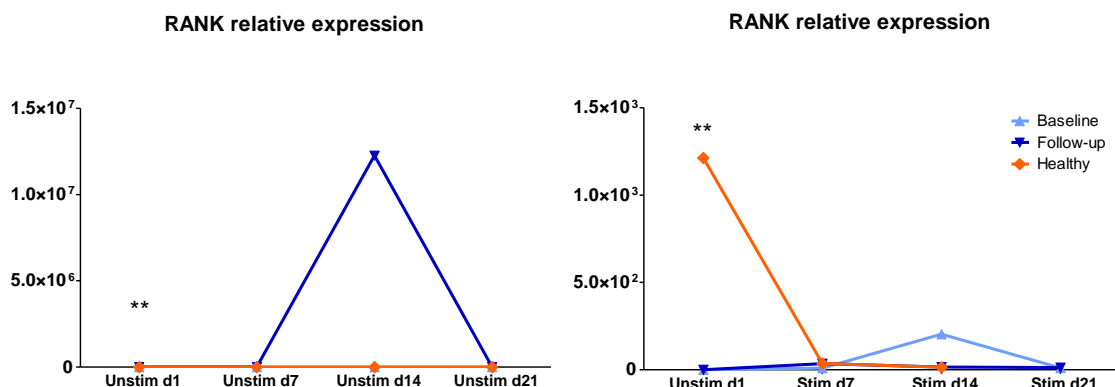 RANK relative expression
1.5×10⁷
1.0×10⁷
5.0×10⁶
0
**
Unstim d1 Unstim d7 Unstim d14 Unstim d21
RANK relative expression
1.5×10³
1.0×10³
5.0×10²
0
**
Baseline
Follow-up
Healthy
Unstim d1 Stim d7 Stim d14 Stim d21